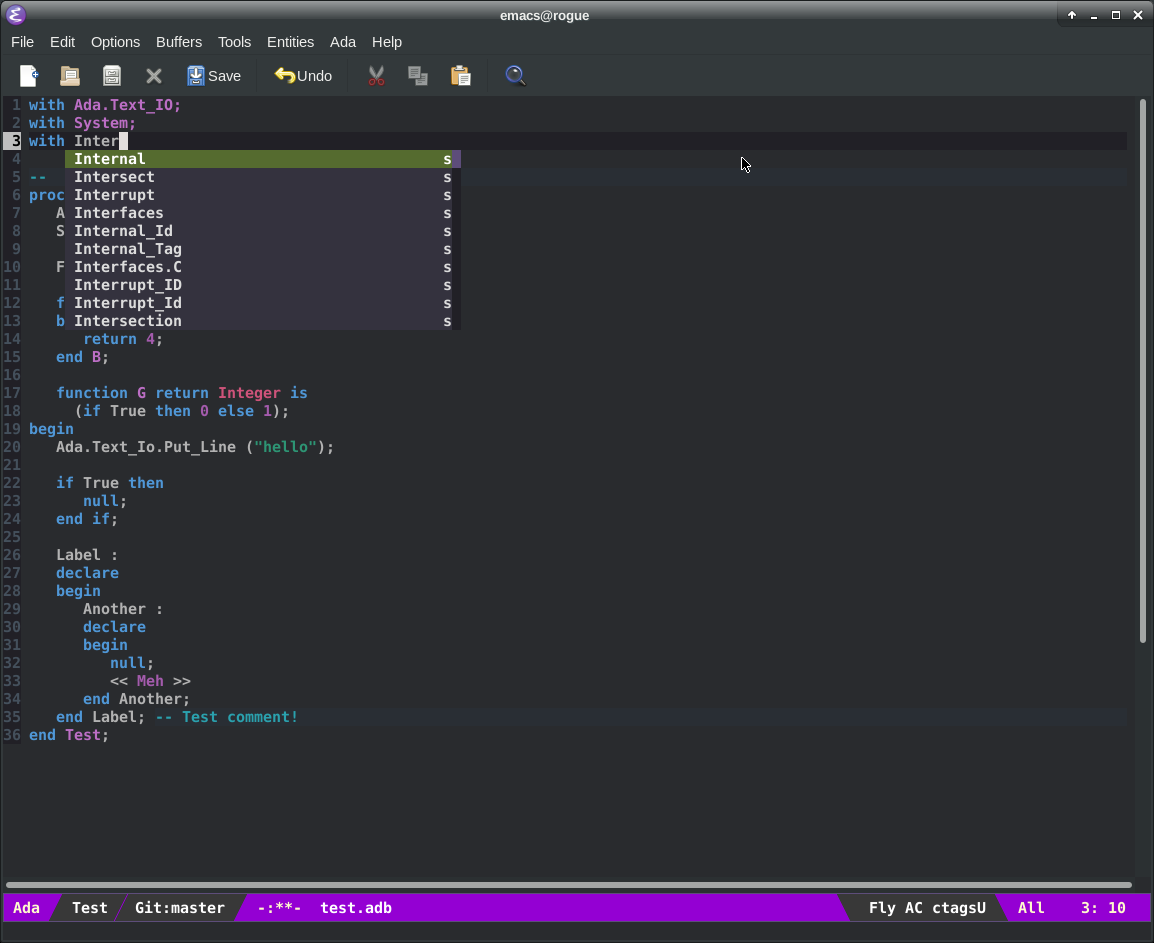 emacs@rogue
File Edit Options Buffers Tools Entities Ada Help
Save Undo
1 with Ada.Text_IO;
2 with System;
3 with Inter
4 Internal s
5 -- Intersect s
6 proc Interrupt s
7 A Interfaces s
8 S Internal_Id s
9 Internal_Tag s
10 F Interfaces.C s
11 Interrupt_ID s
12 f Interrupt_Id s
13 b Intersection s
14 return 4;
15 end B;
16
17 function G return Integer is
18 (if True then 0 else 1);
19 begin
20 Ada.Text_Io.Put_Line ("hello");
21
22 if True then
23 null;
24 end if;
25
26 Label :
27 declare
28 begin
29 Another :
30 declare
31 begin
32 null;
33 << Meh >>
34 end Another;
35 end Label; -- Test comment!
36 end Test;
Ada Test Git:master -:**- test.adb Fly AC ctagsU All 3: 10